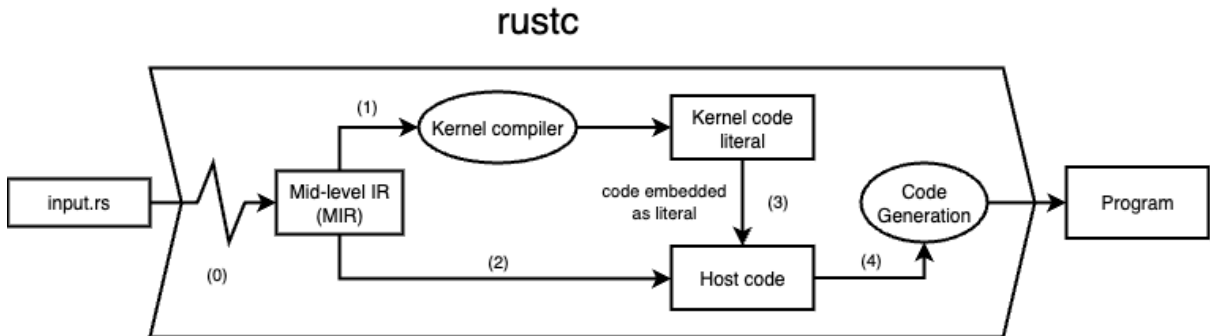 rustc
input.rs
(0)
Mid-level IR
(MIR)
(1)
Kernel compiler
Kernel code
literal
code embedded
as literal
(3)
(2)
Host code
(4)
Code
Generation
Program